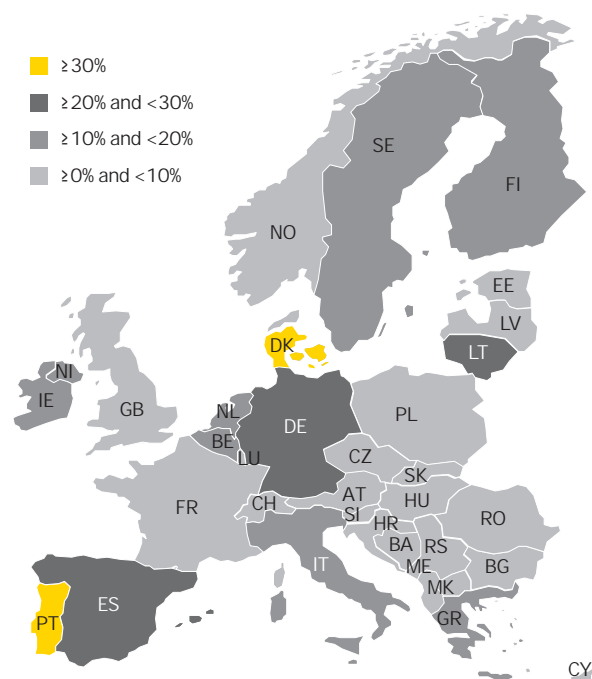 ≥30%
≥20% and <30%
≥10% and <20%
≥0% and <10%
SE
FI
NO
EE
LV
DK
LT
NI
IE
GB
NL
BE
DE
PL
LU
CZ
SK
FR
CH
AT
HU
SI
HR
RO
BA
RS
IT
ME
BG
MK
ES
PT
GR
CY